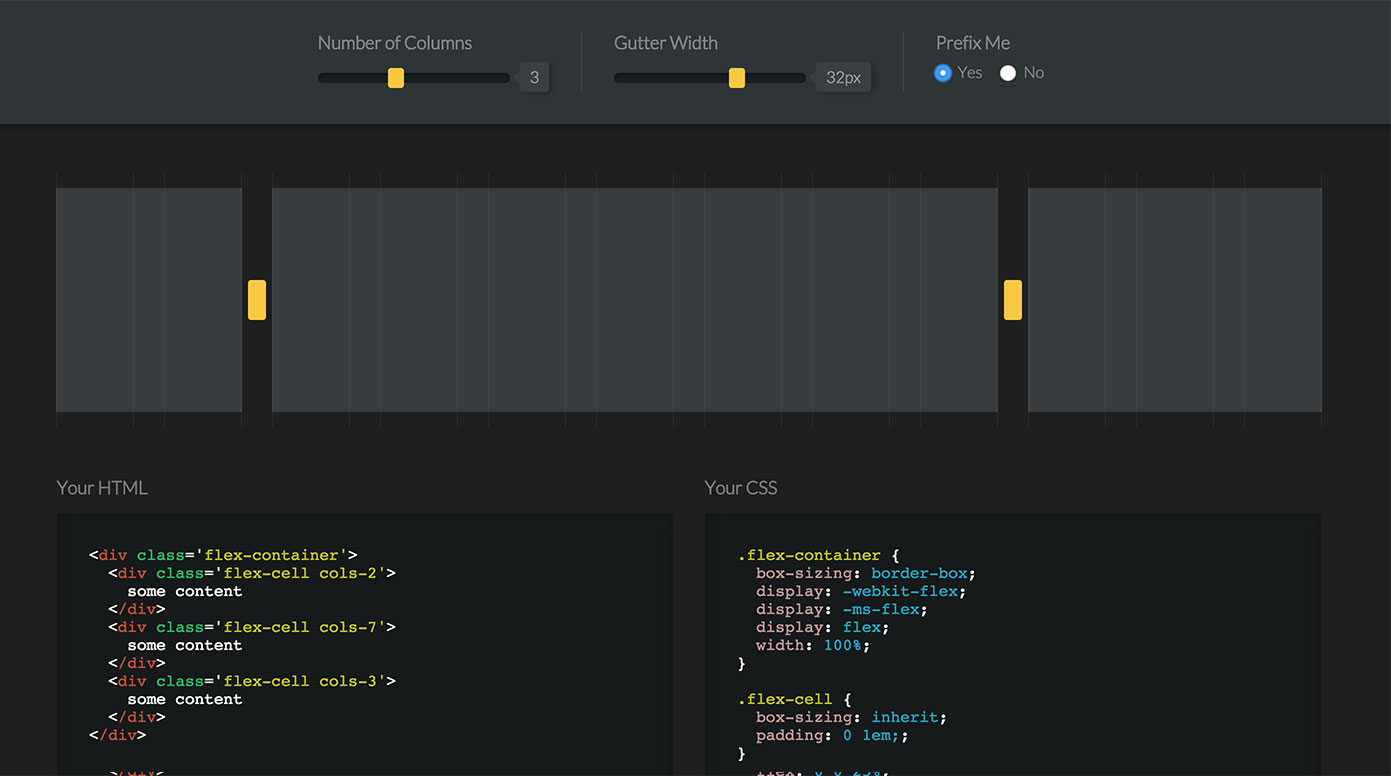 Number of Columns
3
Gutter Width
32px
Prefix Me
Yes No
Your HTML
<div class='flex-container'>
<div class='flex-cell cols-2'>
some content
</div>
<div class='flex-cell cols-7'>
some content
</div>
<div class='flex-cell cols-3'>
some content
</div>
</div>
Your CSS
.flex-container {
box-sizing: border-box;
display: -webkit-flex;
display: -ms-flex;
display: flex;
width: 100%;
}
.flex-cell {
box-sizing: inherit;
padding: 0 1em;;
}